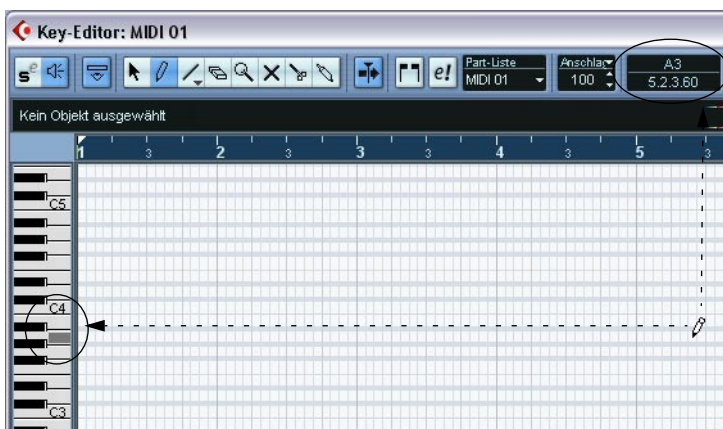 Key-Editor: MIDI 01
Part-Liste
MIDI 01
Anschlag
100
A3
5.2.3.60
Kein Objekt ausgewählt
1 3 2 3 3 3 4 3 5 3
C5
C4
C3